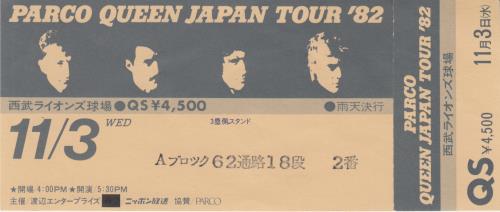 PARCO QUEEN JAPAN TOUR '82
西武ライオンズ球場●QS¥4,500
●雨天決行
11/3 WED
3塁側スタンド
Aブロック62通路18段 2番
★開場4:00PM★開演/5:30PM
主催 渡辺エンタープライズ ニッポン放送 協賛 PARCO
PARCO
QUEEN JAPAN TOUR '82
西武ライオンズ球場
11月3日(水)
QS¥4,500